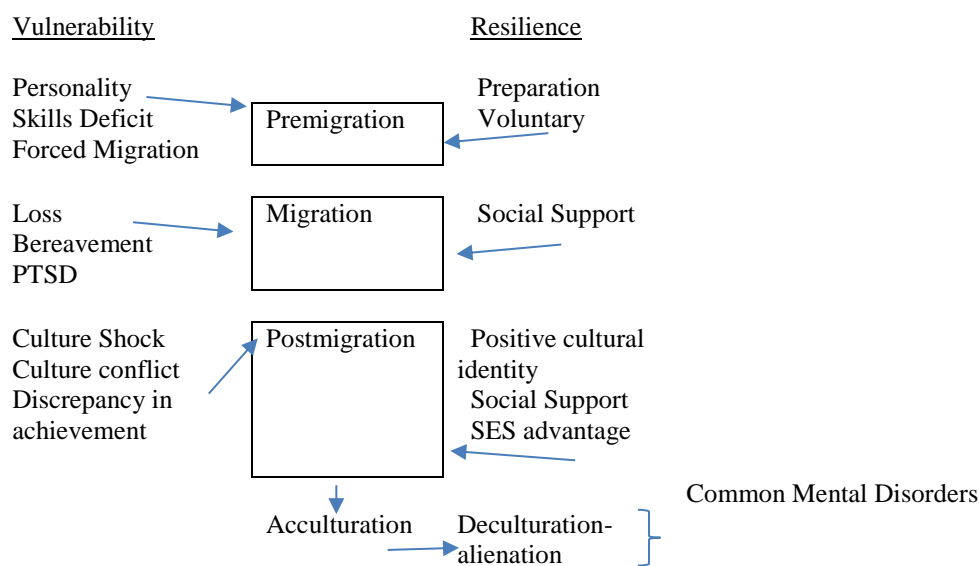 Vulnerability
Resilience
Personality
Skills Deficit
Forced Migration
Premigration
Preparation
Voluntary
Loss
Bereavement
PTSD
Migration
Social Support
Culture Shock
Culture conflict
Discrepancy in
achievement
Postmigration
Positive cultural
identity
Social Support
SES advantage
Common Mental Disorders
Acculturation
Deculturation-
alienation